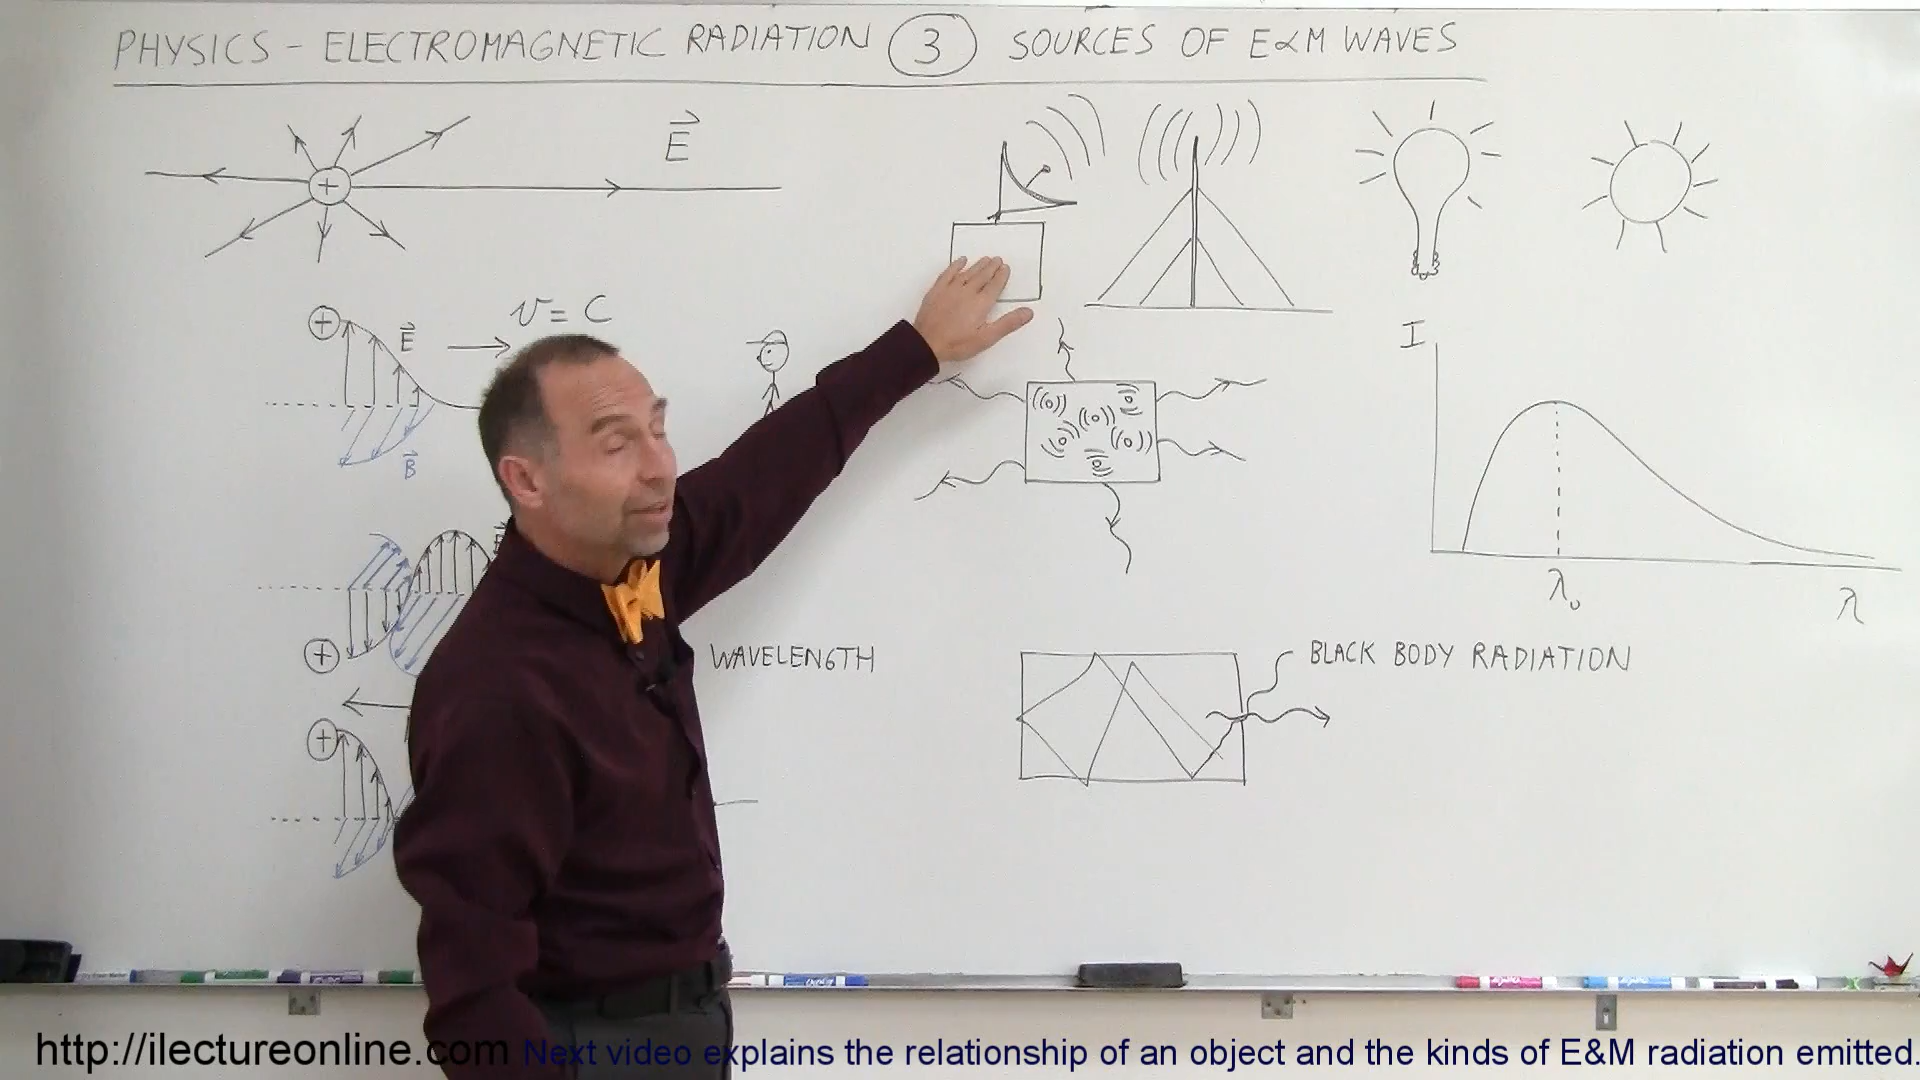 PHYSICS - ELECTROMAGNETIC RADIATION 3 SOURCES OF E&M WAVES
E
+
+
v = C
E
B
I
λ₀
λ
E
+
WAVELENGTH
BLACK BODY RADIATION
+
http://ilectureonline.com Next video explains the relationship of an object and the kinds of E&M radiation emitted.